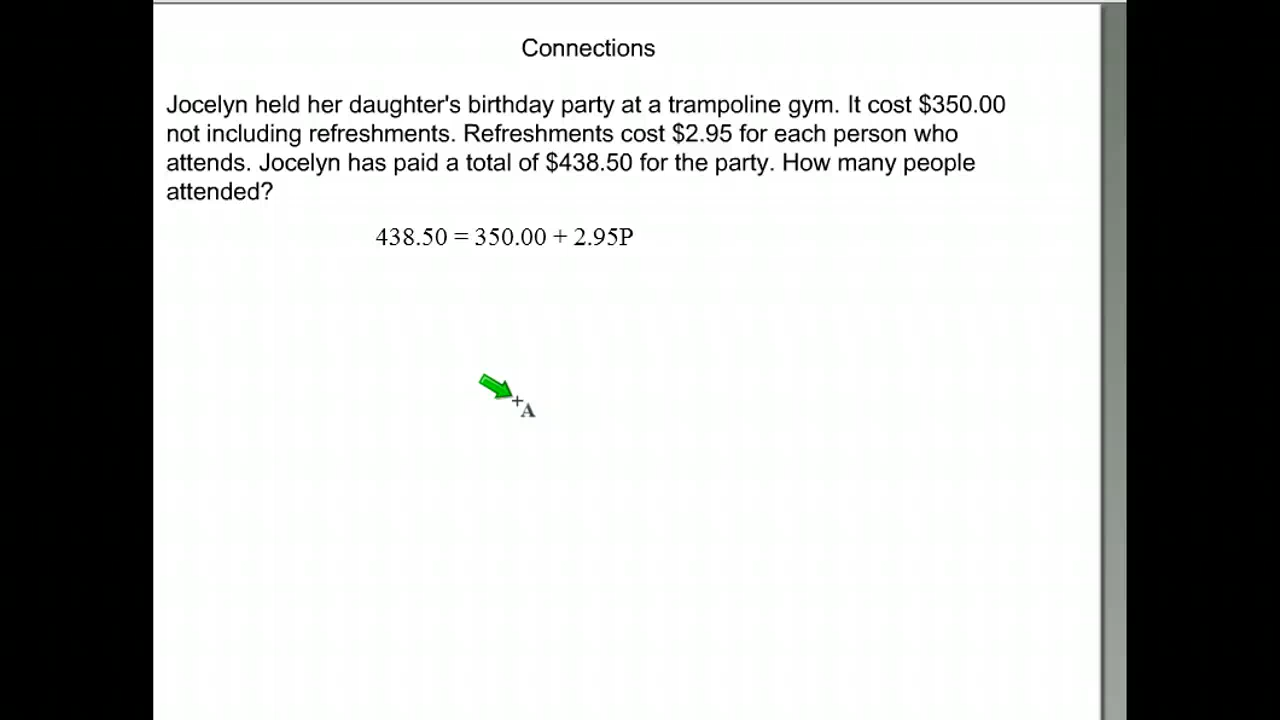 Connections
Jocelyn held her daughter's birthday party at a trampoline gym. It cost $350.00
not including refreshments. Refreshments cost $2.95 for each person who
attends. Jocelyn has paid a total of $438.50 for the party. How many people
attended?
438.50 = 350.00 + 2.95P
A